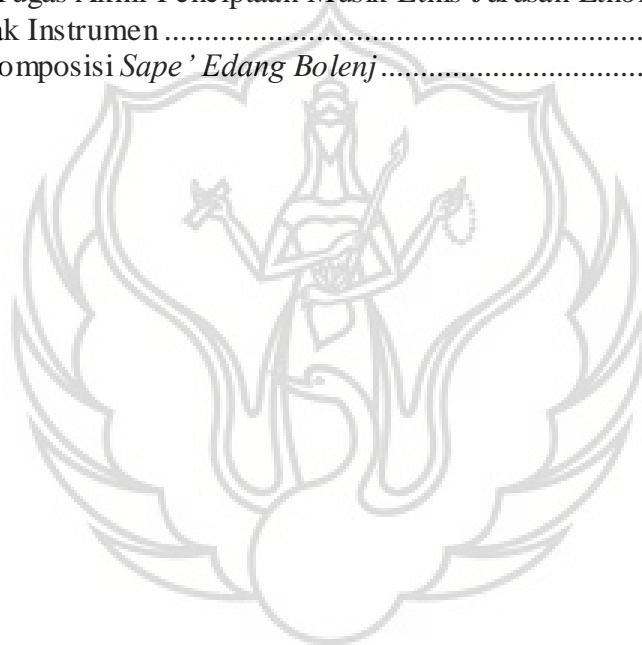 Tugas Akhir Penciptaan Musik Etnis Jurusan Etno
ak Instrumen ........................................................................
omposisi Sape' Edang Bolenj ........................................